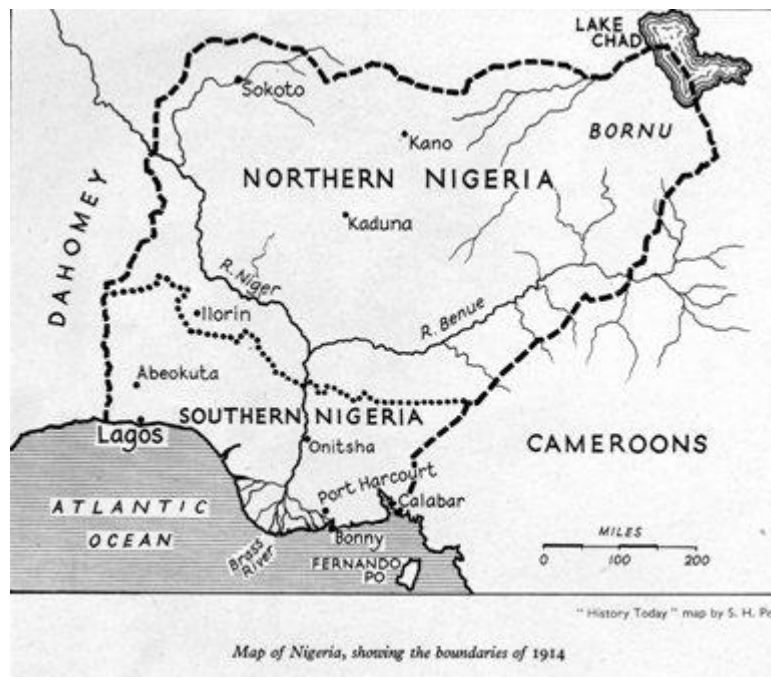 LAKE
CHAD
Sokoto
Kano
BORNU
NORTHERN NIGERIA
Kaduna
DAHOMEY
R. Niger
Ilorin
R. Benue
Abeokuta
SOUTHERN NIGERIA
Lagos
Onitsha
CAMEROONS
Port Harcourt
Calabar
ATLANTIC
OCEAN
Bonny
Brass
River
FERNANDO
PO
MILES
0 100 200
"History Today" map by S. H.
Map of Nigeria, showing the boundaries of 1914